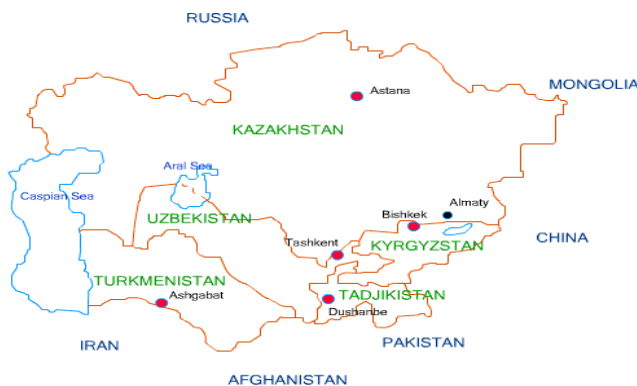 RUSSIA
MONGOLIA
Astana
KAZAKHSTAN
Aral Sea
Caspian Sea
Almaty
Bishkek
UZBEKISTAN
CHINA
Tashkent
KYRGYZSTAN
TURKMENISTAN
Ashgabat
TADJIKISTAN
Dushanbe
IRAN
PAKISTAN
AFGHANISTAN